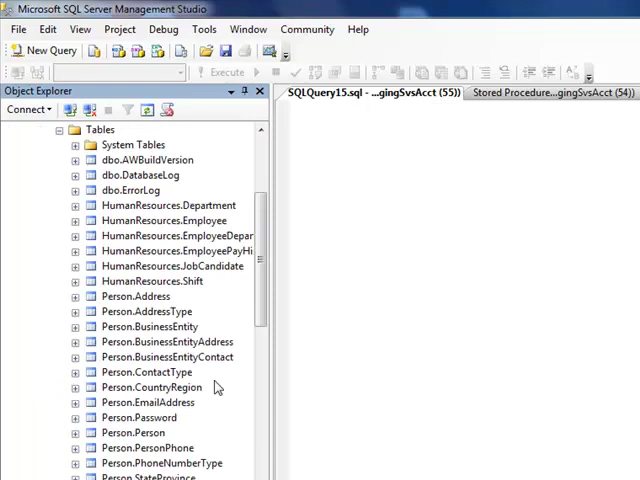 Microsoft SQL Server Management Studio
File Edit View Project Debug Tools Window Community Help
New Query
Execute
Object Explorer
SQLQuery15.sql - ...gingSvsAcct (55))
Stored Procedure...gingSvsAcct (54))
Connect
Tables
System Tables
dbo.AWBuildVersion
dbo.DatabaseLog
dbo.ErrorLog
HumanResources.Department
HumanResources.Employee
HumanResources.EmployeeDepar
HumanResources.EmployeePayHi
HumanResources.JobCandidate
HumanResources.Shift
Person.Address
Person.AddressType
Person.BusinessEntity
Person.BusinessEntityAddress
Person.BusinessEntityContact
Person.ContactType
Person.CountryRegion
Person.EmailAddress
Person.Password
Person.Person
Person.PersonPhone
Person.PhoneNumberType
Person.StateProvince